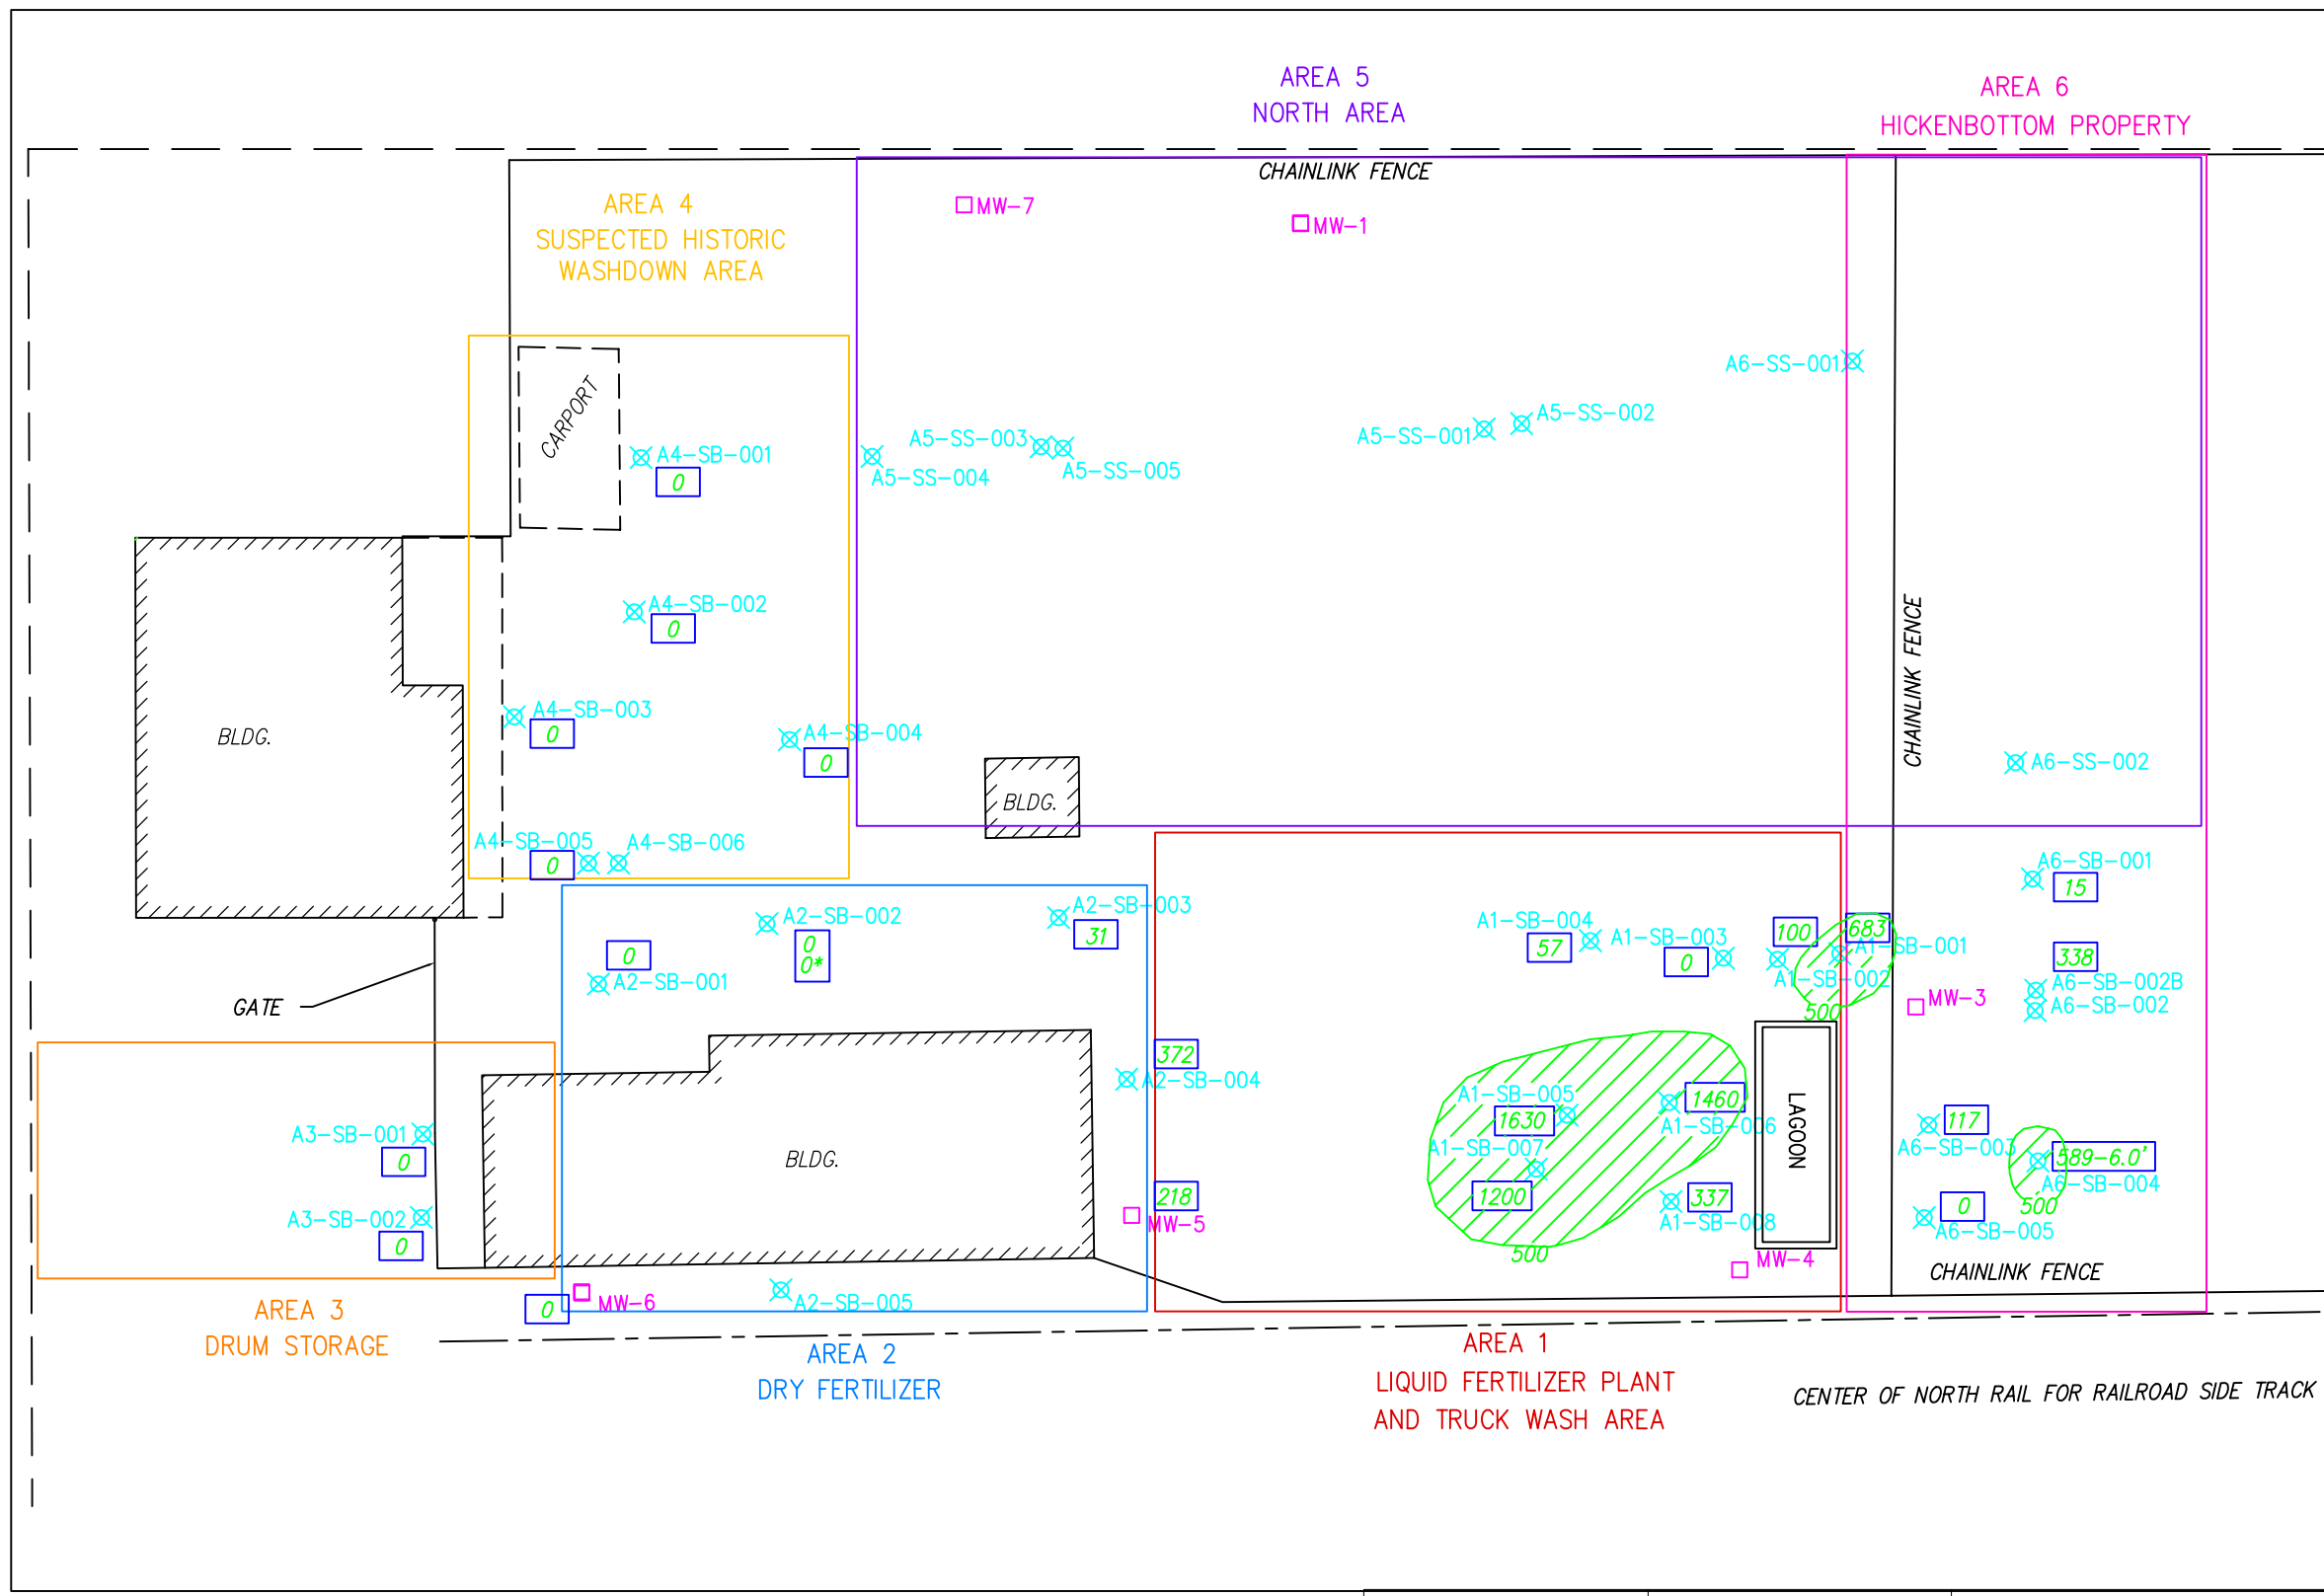 AREA 5
NORTH AREA
AREA 6
HICKENBOTTOM PROPERTY
CHAINLINK FENCE
AREA 4
SUSPECTED HISTORIC
WASHDOWN AREA
MW-7
MW-1
A6-SS-001
CARPORT
A5-SS-001
A5-SS-002
A5-SS-003
A5-SS-004
A5-SS-005
A4-SB-001
0
A4-SB-002
0
CHAINLINK FENCE
A4-SB-003
0
A4-SB-004
0
BLDG.
BLDG.
A6-SS-002
A4-SB-005
0
A4-SB-006
A6-SB-001
15
A2-SB-002
0
0*
A2-SB-003
31
A1-SB-004
57
A1-SB-003
0
100
683
A1-SB-001
A1-SB-002
500
338
A6-SB-002B
A6-SB-002
0
A2-SB-001
MW-3
GATE
372
A2-SB-004
A1-SB-005
1630
1460
A1-SB-006
LAGOON
A1-SB-007
1200
337
A1-SB-008
500
117
A6-SB-003
589-6.0'
A6-SB-004
500
0
A6-SB-005
A3-SB-001
0
BLDG.
218
MW-5
A3-SB-002
0
MW-4
CHAINLINK FENCE
0
MW-6
A2-SB-005
AREA 3
DRUM STORAGE
AREA 2
DRY FERTILIZER
AREA 1
LIQUID FERTILIZER PLANT
AND TRUCK WASH AREA
CENTER OF NORTH RAIL FOR RAILROAD SIDE TRACK